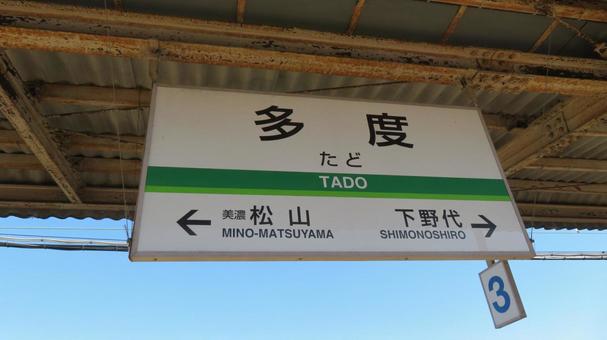 多度
たど
TADO
← 美濃松山 下野代 →
MINO-MATSUYAMA SHIMONOSHIRO
3